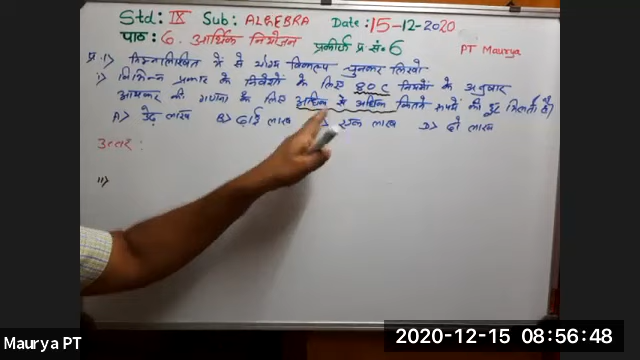 Std: IX Sub: ALGEBRA Date: 15-12-2020
पाठ: 6. आर्थिक नियोजन प्रकीर्ण प्र सं 6 PT Maurya
प्र.1) निम्नलिखित में से योग्य विकल्प चुनकर लिखो
i) विभिन्न प्रकार के निवेशों के लिए 80C नियमों के अनुसार
आयकर की गणना के लिए अधिक से अधिक कितने रुपये की छूट मिलती है।
A) डेढ़ लाख B) ढाई लाख एक लाख D) दो लाख
उत्तर:
ii)
Maurya PT
2020-12-15 08:56:48